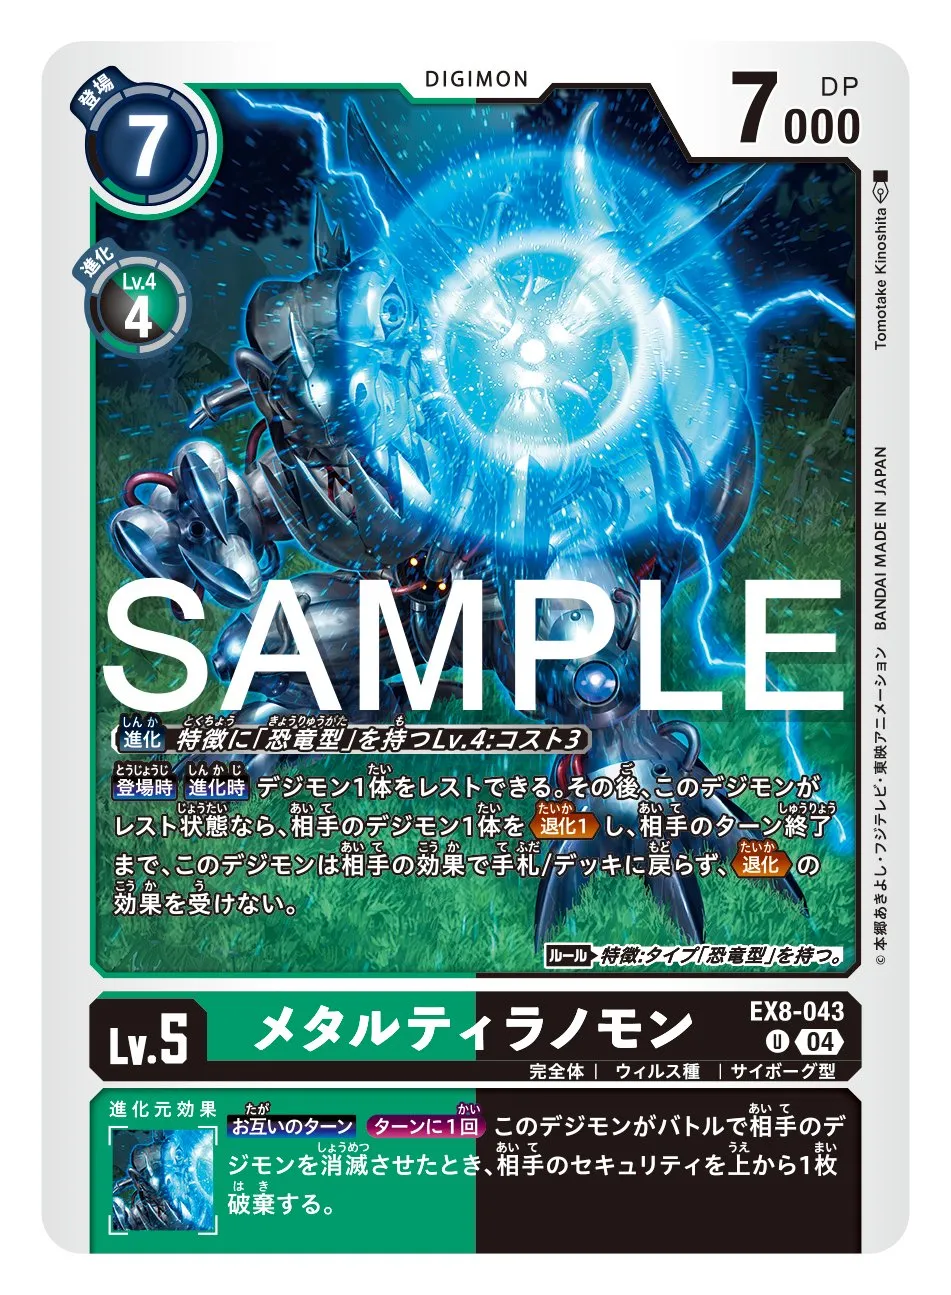 DIGIMON
登場
7
7000
DP
進化
Lv.4
4
Tomotake Kinoshita
BANDAI MADE IN JAPAN
©本郷あきよし・フジテレビ・東映アニメーション
SAMPLE
進化 特徴に「恐竜型」を持つLv.4:コスト3
登場時 進化時 デジモン1体をレストできる。その後、このデジモンが
レスト状態なら、相手のデジモン1体を 退化1 し、相手のターン終了
まで、このデジモンは相手の効果で手札/デッキに戻らず、退化 の
効果を受けない。
ルール 特徴:タイプ「恐竜型」を持つ。
Lv.5
メタルティラノモン
EX8-043
U 04
完全体 | ウィルス種 | サイボーグ型
進化元効果
お互いのターン ターンに1回 このデジモンがバトルで相手のデ
ジモンを消滅させたとき、相手のセキュリティを上から1枚
破棄する。